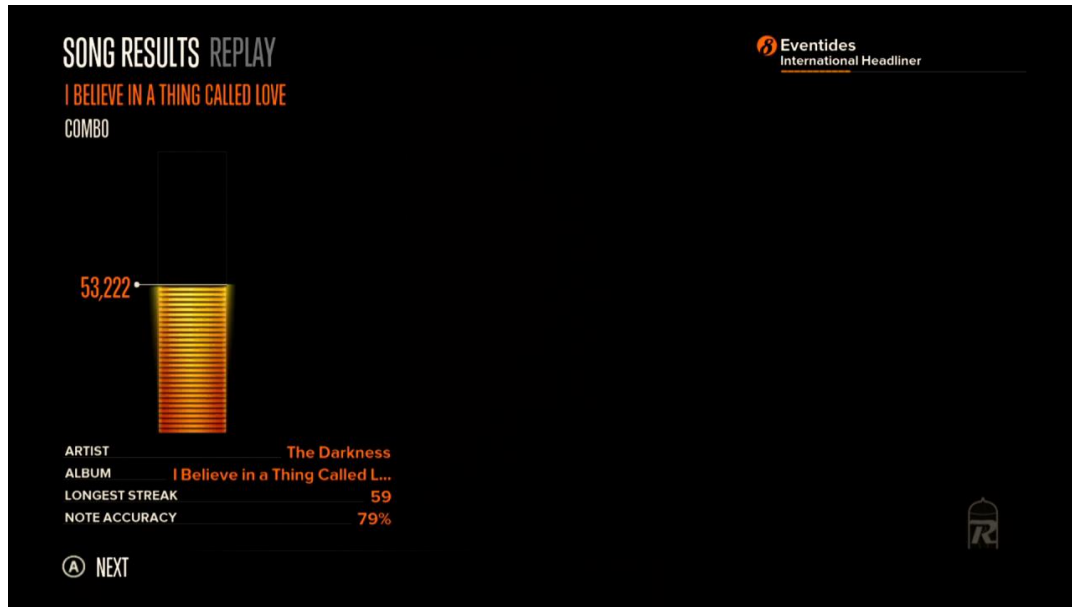 SONG RESULTS REPLAY
I BELIEVE IN A THING CALLED LOVE
COMBO
8 Eventides
International Headliner
53,222
ARTIST The Darkness
ALBUM I Believe in a Thing Called L...
LONGEST STREAK 59
NOTE ACCURACY 79%
A NEXT
R